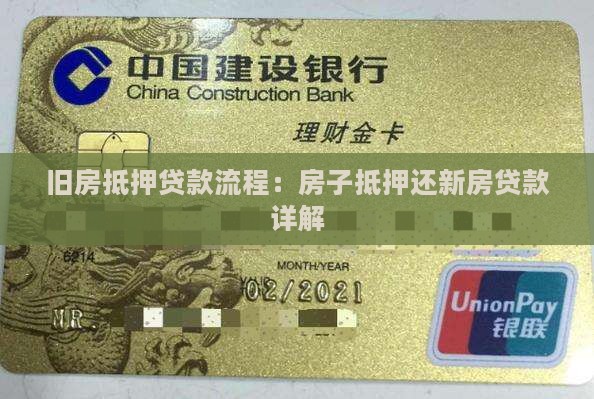 中国建设银行
China Construction Bank
理财金卡
旧房抵押贷款流程：房子抵押还新房贷款
详解
6214
MONTH/YEAR
02/2021
MR.
UnionPay
银联